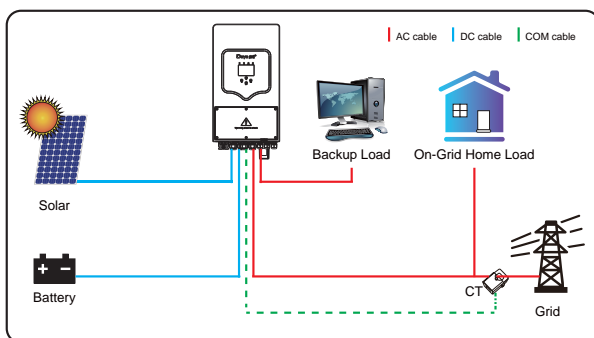 AC cable DC cable COM cable
Backup Load
On-Grid Home Load
Solar
CT
Battery
Grid